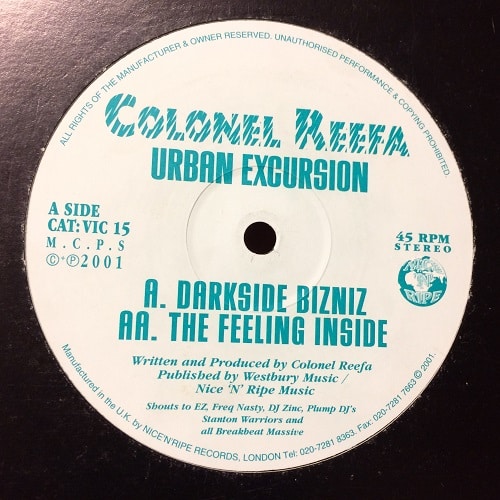 ALL RIGHTS OF THE MANUFACTURER & OWNER RESERVED. UNAUTHORISED PERFORMANCE & COPYING PROHIBITED.
COLONEL REEFA
URBAN EXCURSION
A SIDE
CAT: VIC 15
M. C. P. S
©+℗2001
45 RPM
STEREO
NICE 'N' RIPE
A. DARKSIDE BIZNIZ
AA. THE FEELING INSIDE
Written and Produced by Colonel Reefa
Published by Westbury Music /
Nice 'N' Ripe Music
Shouts to EZ, Freq Nasty, DJ Zinc, Plump DJ's
Stanton Warriors and
all Breakbeat Massive
Manufactured in the U.K. by NICE'N'RIPE RECORDS, LONDON Tel: 020-7281 8363. Fax: 020-7281 7663 © 2001.